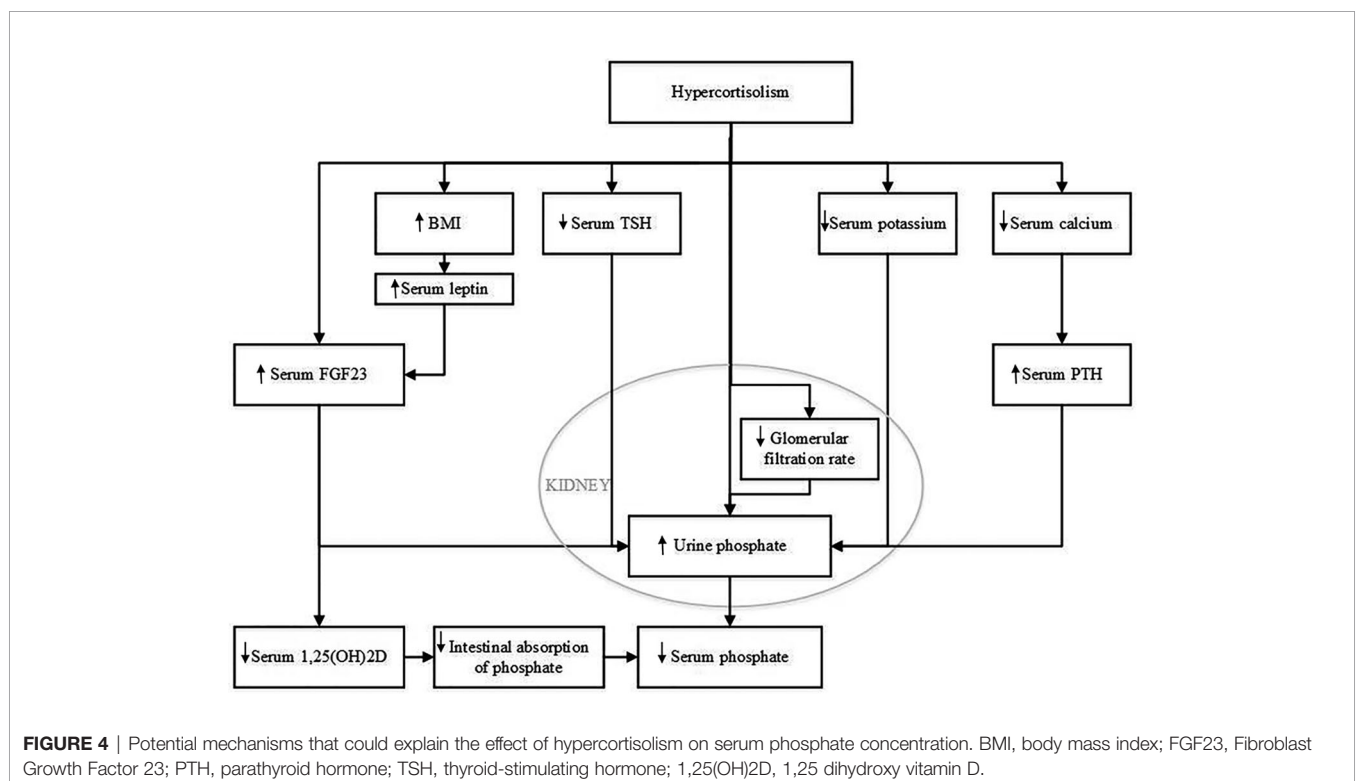 Hypercortisolism
↑ BMI
↓ Serum TSH
↓Serum potassium
↓Serum calcium
↑Serum leptin
↑ Serum FGF23
↑Serum PTH
↓ Glomerular
filtration rate
KIDNEY
↑ Urine phosphate
↓Serum 1,25(OH)2D
↓Intestinal absorption
of phosphate
↓ Serum phosphate
FIGURE 4 | Potential mechanisms that could explain the effect of hypercortisolism on serum phosphate concentration. BMI, body mass index; FGF23, Fibroblast
Growth Factor 23; PTH, parathyroid hormone; TSH, thyroid-stimulating hormone; 1,25(OH)2D, 1,25 dihydroxy vitamin D.